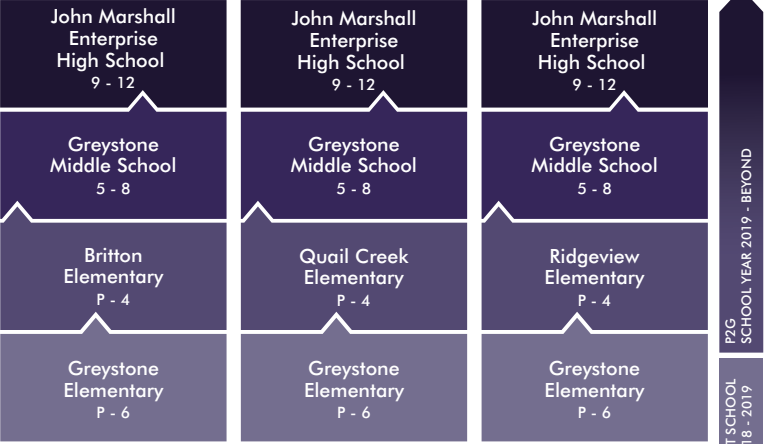 John Marshall
Enterprise
High School
9 - 12
Greystone
Middle School
5 - 8
Britton
Elementary
P - 4
Greystone
Elementary
P - 6
John Marshall
Enterprise
High School
9 - 12
Greystone
Middle School
5 - 8
Quail Creek
Elementary
P - 4
Greystone
Elementary
P - 6
John Marshall
Enterprise
High School
9 - 12
Greystone
Middle School
5 - 8
Ridgeview
Elementary
P - 4
Greystone
Elementary
P - 6
P2G
SCHOOL YEAR 2019 - BEYOND
SCHOOL
2019